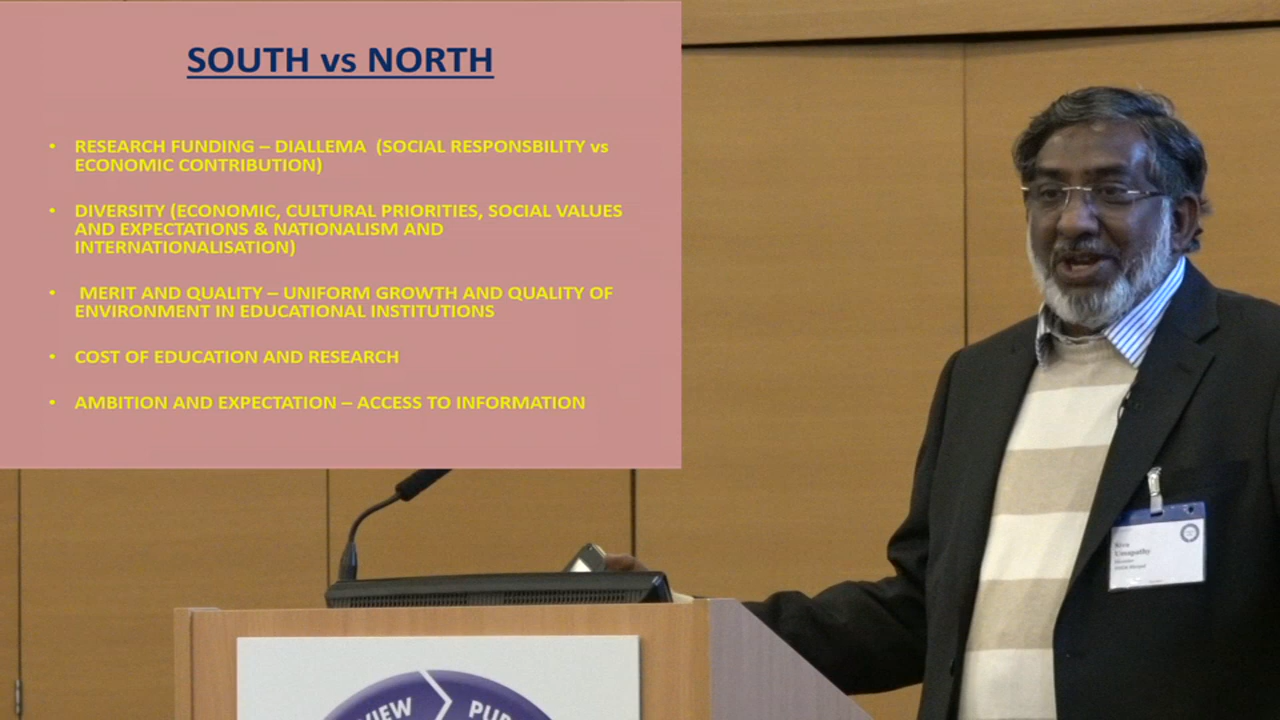 SOUTH vs NORTH
• RESEARCH FUNDING – DIALLEMA (SOCIAL RESPONSBILITY vs
ECONOMIC CONTRIBUTION)
• DIVERSITY (ECONOMIC, CULTURAL PRIORITIES, SOCIAL VALUES
AND EXPECTATIONS & NATIONALISM AND
INTERNATIONALISATION)
• MERIT AND QUALITY – UNIFORM GROWTH AND QUALITY OF
ENVIRONMENT IN EDUCATIONAL INSTITUTIONS
• COST OF EDUCATION AND RESEARCH
• AMBITION AND EXPECTATION – ACCESS TO INFORMATION
Umapathy